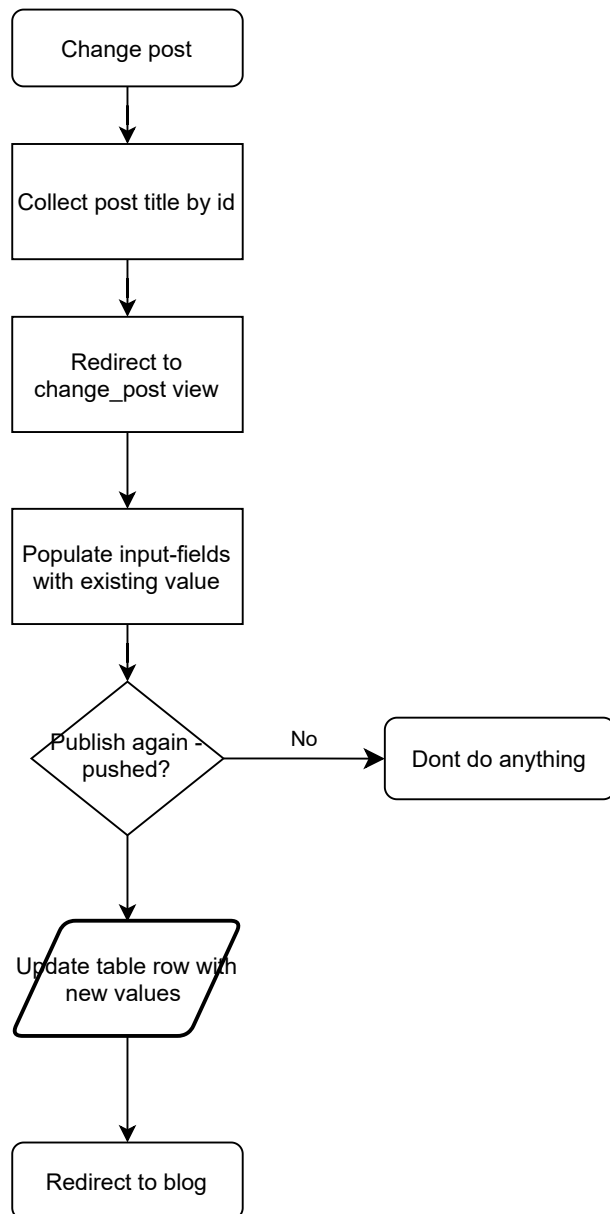 Change post
Collect post title by id
Redirect to
change_post view
Populate input-fields
with existing value
Publish again -
pushed?
No
Dont do anything
Update table row with
new values
Redirect to blog